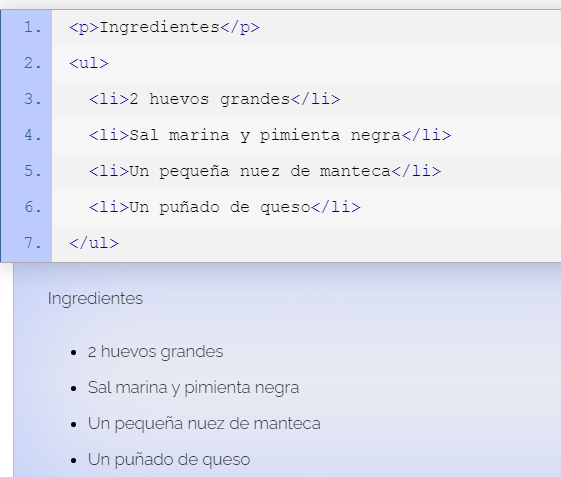 1. <p>Ingredientes</p>
2. <ul>
3. <li>2 huevos grandes</li>
4. <li>Sal marina y pimienta negra</li>
5. <li>Un pequeña nuez de manteca</li>
6. <li>Un puñado de queso</li>
7. </ul>
Ingredientes
• 2 huevos grandes
• Sal marina y pimienta negra
• Un pequeña nuez de manteca
• Un puñado de queso